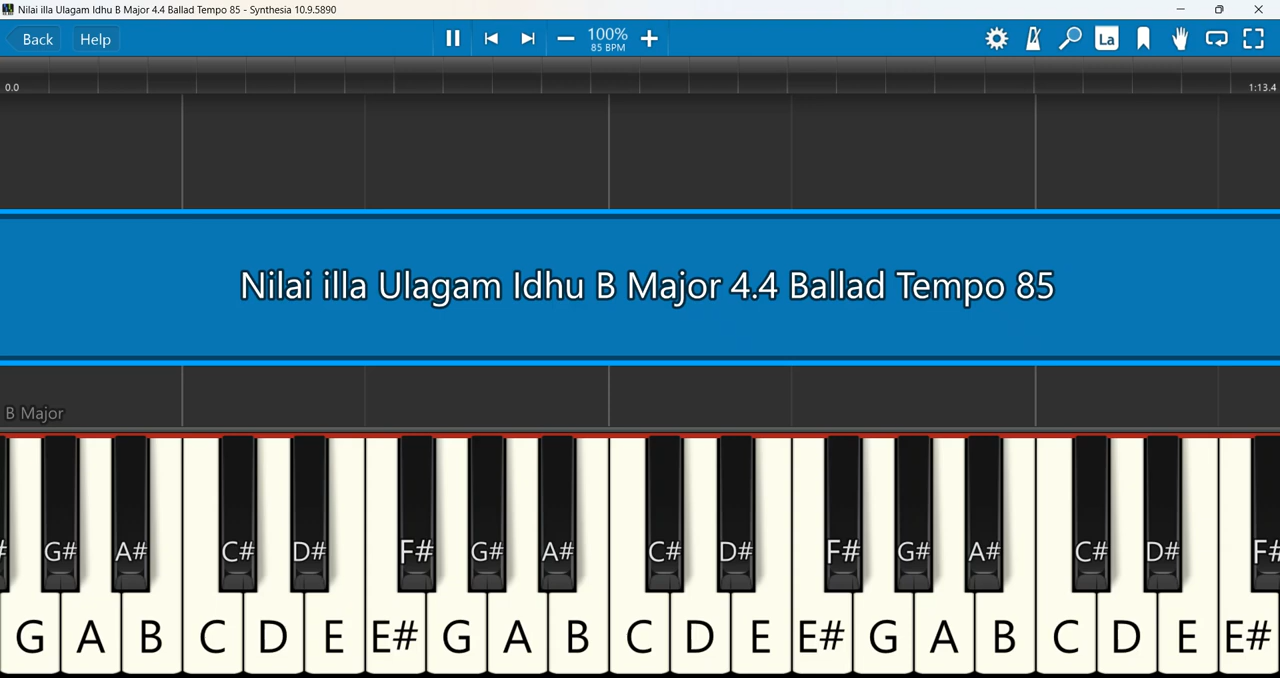 Nilai illa Ulagam Idhu B Major 4.4 Ballad Tempo 85 - Synthesia 10.9.5890
Back Help 100% La
85 BPM
0.0 1:13.4
Nilai illa Ulagam Idhu B Major 4.4 Ballad Tempo 85
B Major
# G# A# C# D# F# G# A# C# D# F# G# A# C# D# F#
G A B C D E E# G A B C D E E# G A B C D E E#